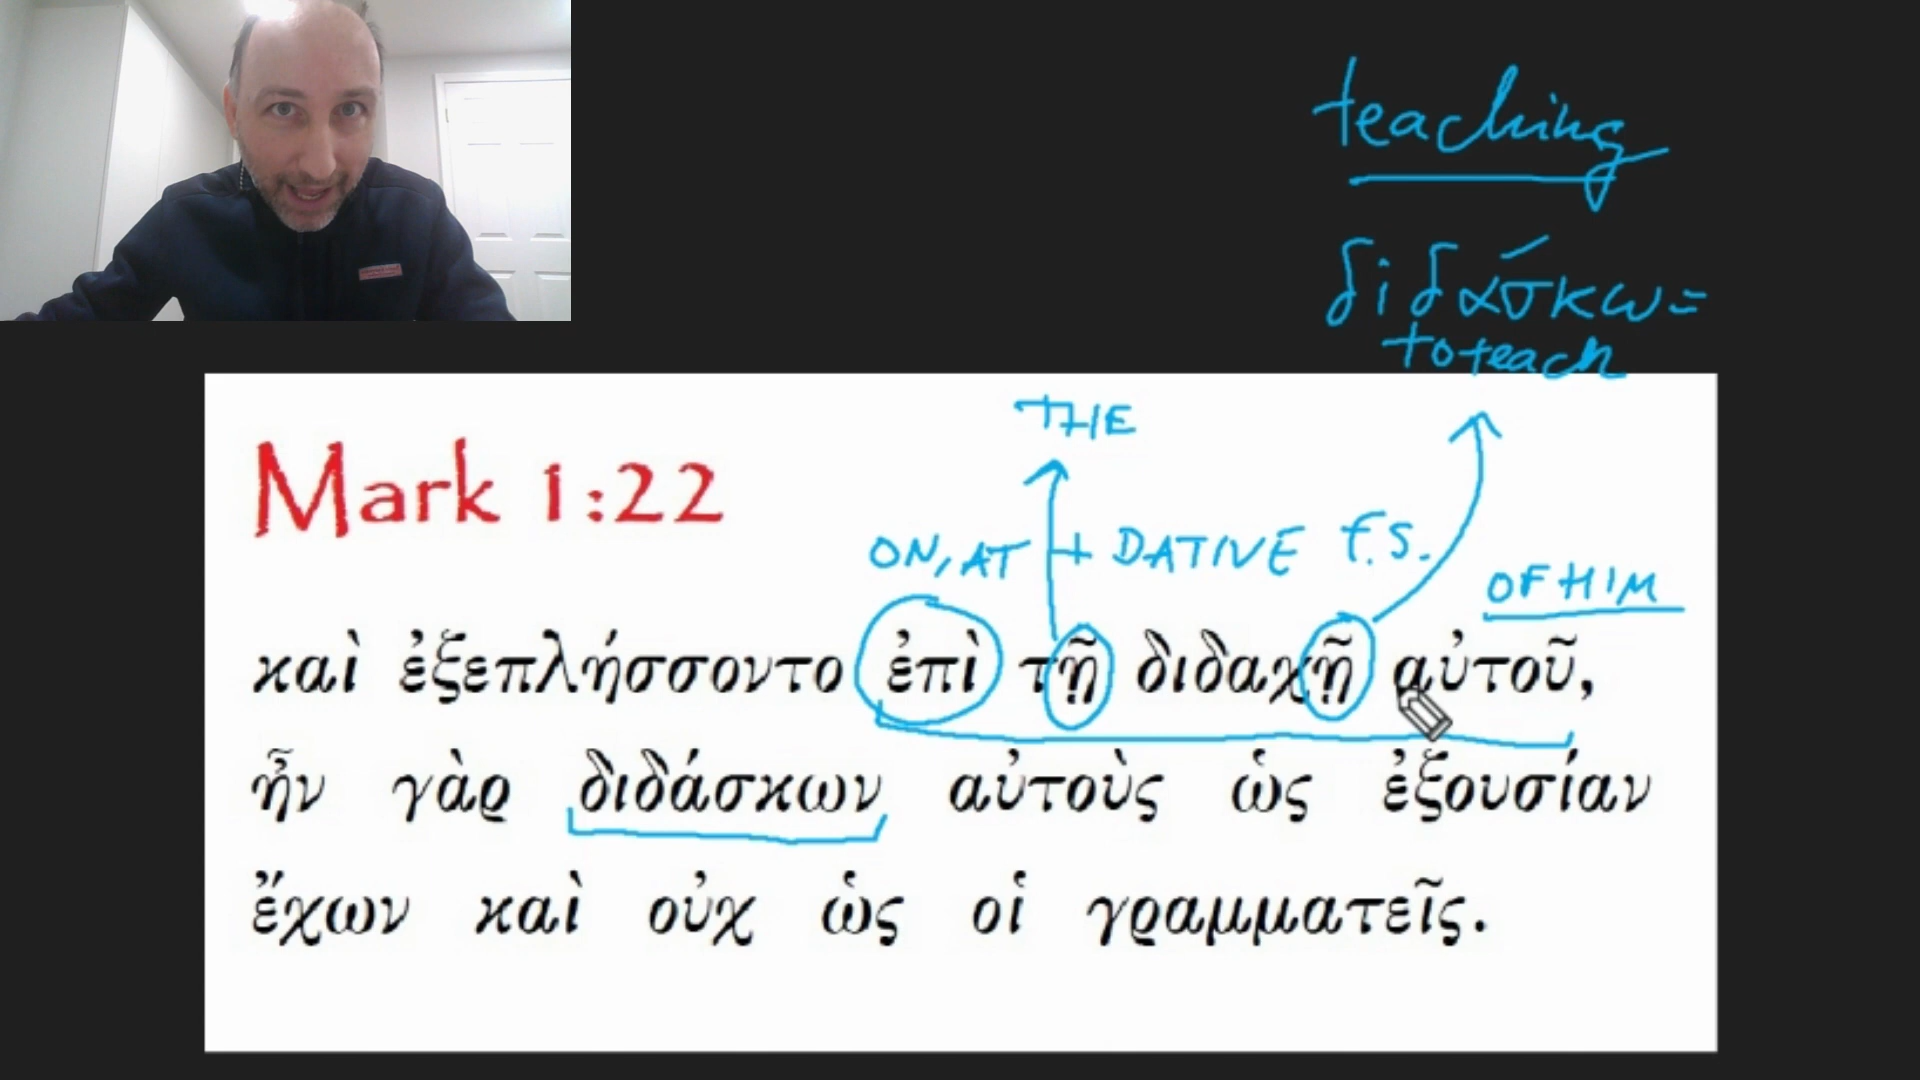 teaching
διδάσκω =
to teach
THE
Mark 1:22
ON, AT + DATIVE F.S.
OF HIM
καὶ ἐξεπλήσσοντο ἐπὶ τῇ διδαχῇ αὐτοῦ,
ἦν γὰρ διδάσκων αὐτοὺς ὡς ἐξουσίαν
ἔχων καὶ οὐχ ὡς οἱ γραμματεῖς.